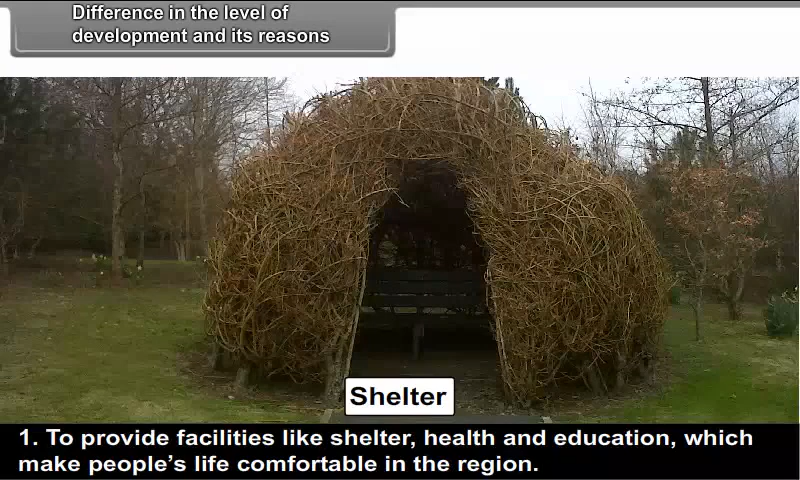 Difference in the level of
development and its reasons
Shelter
1. To provide facilities like shelter, health and education, which
make people's life comfortable in the region.